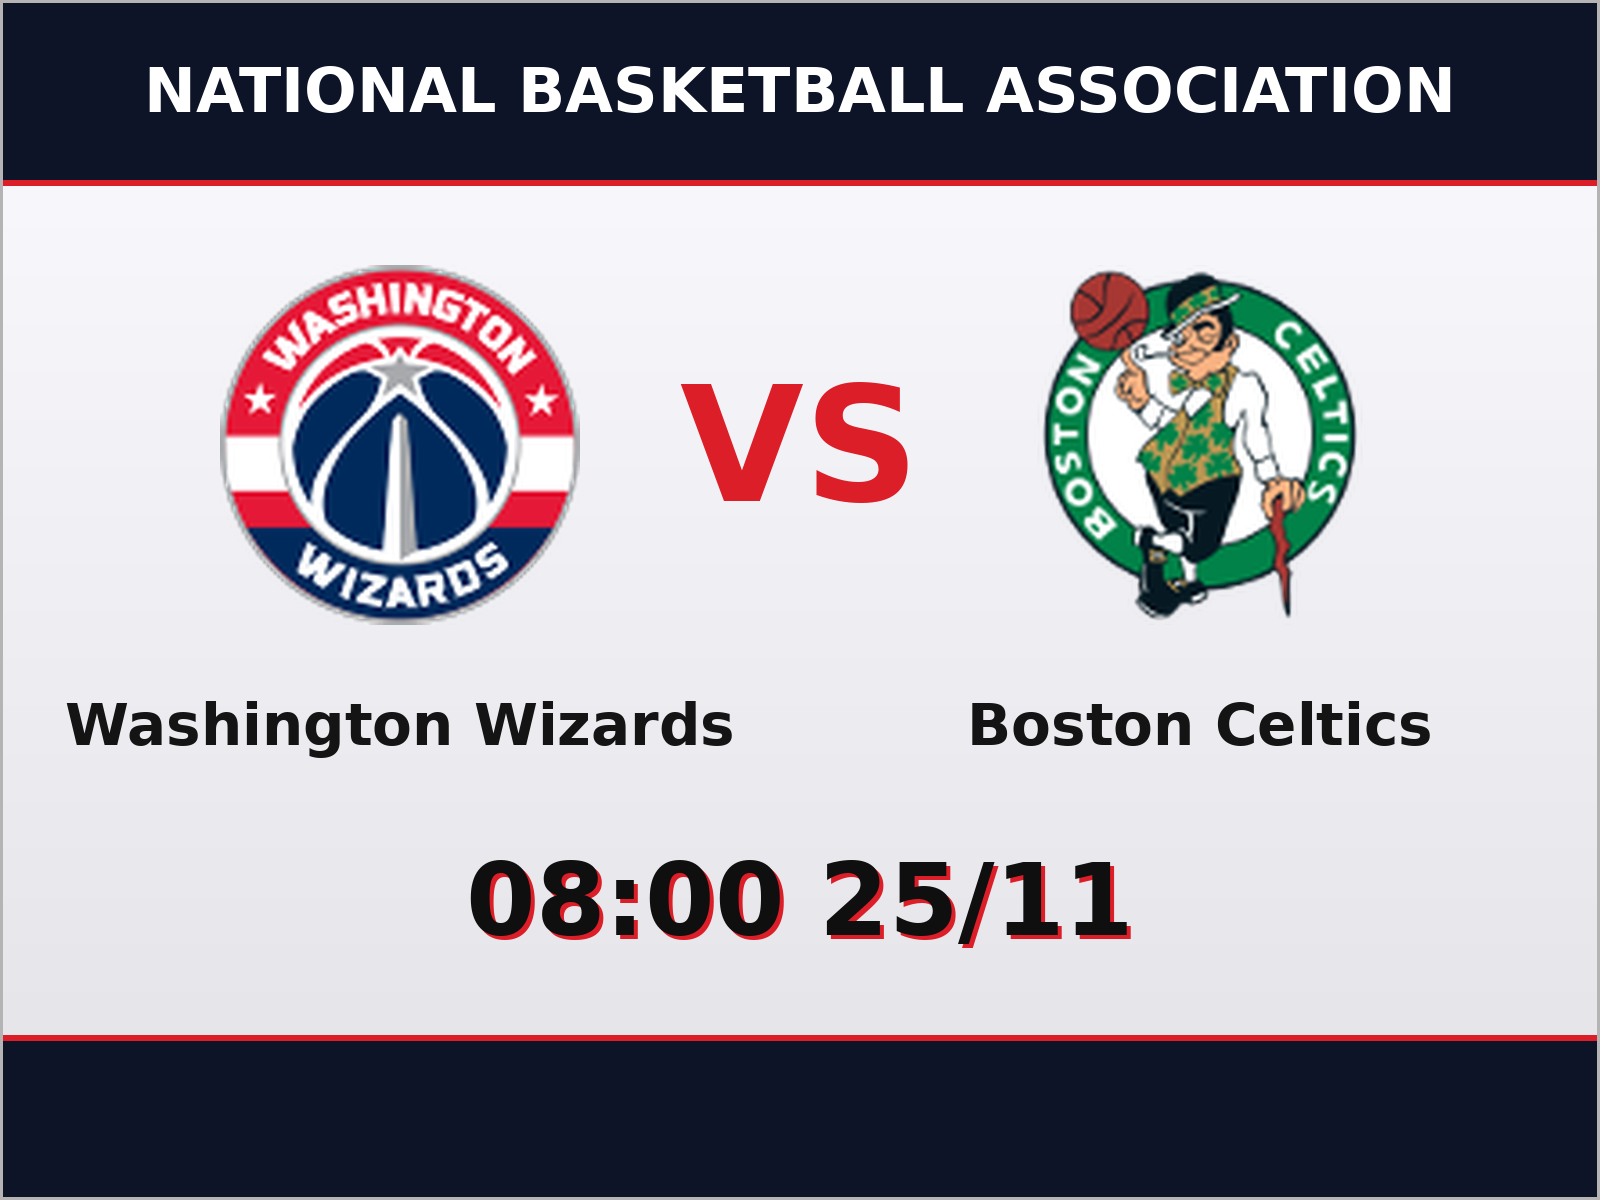 NATIONAL BASKETBALL ASSOCIATION
WASHINGTON
WIZARDS
VS
BOSTON
CELTICS
Washington Wizards
Boston Celtics
08:00 25/11